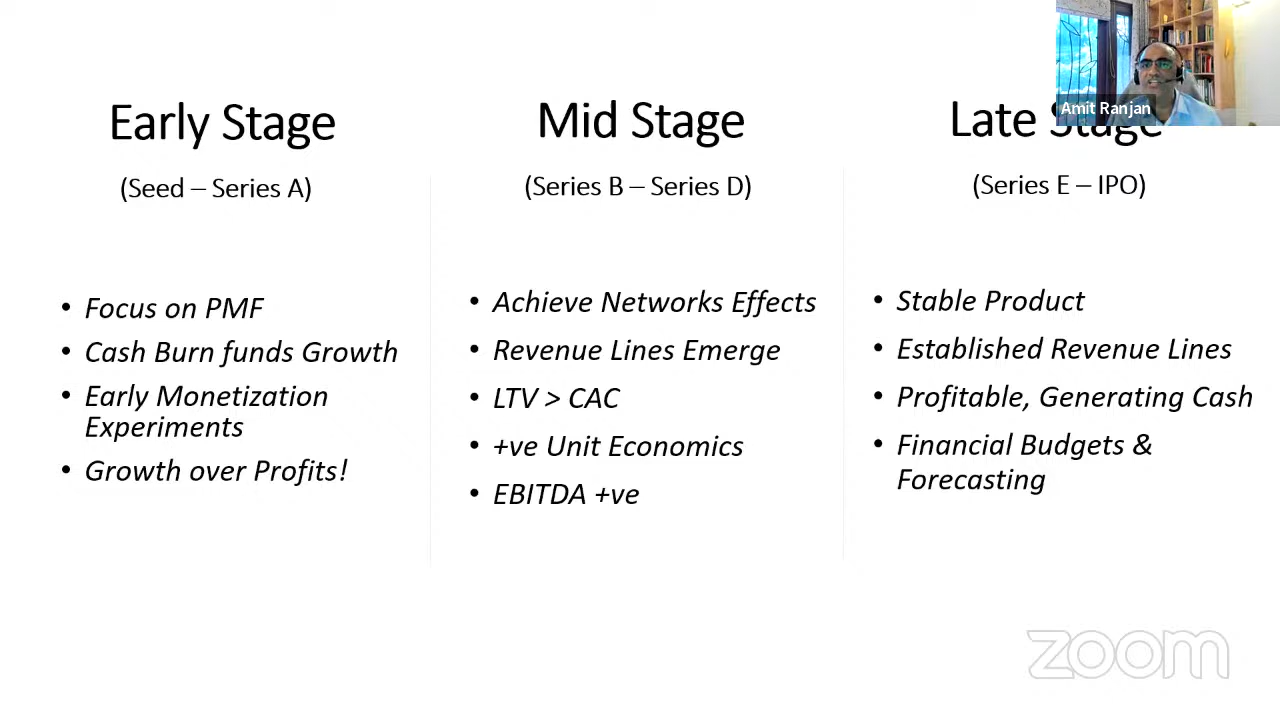 Early Stage
(Seed – Series A)
• Focus on PMF
• Cash Burn funds Growth
• Early Monetization
Experiments
• Growth over Profits!
Mid Stage
(Series B – Series D)
• Achieve Networks Effects
• Revenue Lines Emerge
• LTV > CAC
• +ve Unit Economics
• EBITDA +ve
Late Stage
(Series E – IPO)
• Stable Product
• Established Revenue Lines
• Profitable, Generating Cash
• Financial Budgets &
Forecasting
Amit Ranjan
zoom